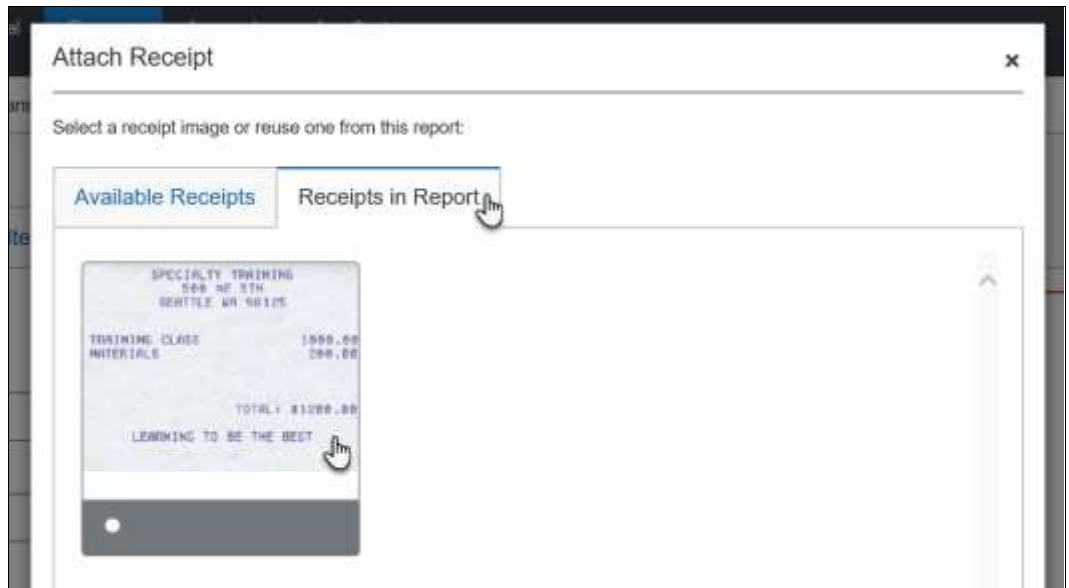 Attach Receipt
×
Select a receipt image or reuse one from this report:
Available Receipts
Receipts in Report
SPECIALTY TRAINING
500 NE 5TH
SEATTLE WA 98125
TRAINING CLASS 1000.00
MATERIALS 200.00
TOTAL: $1200.00
LEARNING TO BE THE BEST